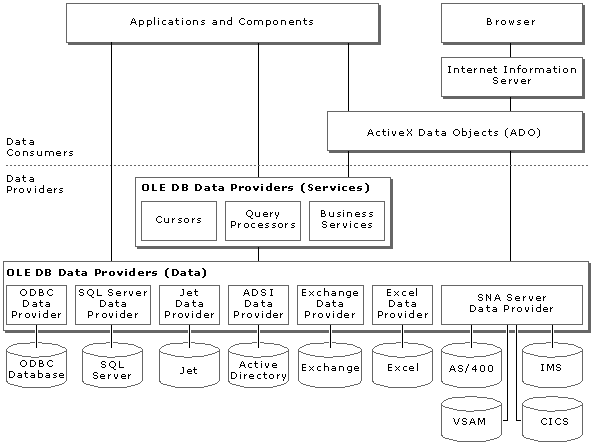 Applications and Components
Browser
Internet Information
Server
ActiveX Data Objects (ADO)
Data
Consumers
Data
Providers
OLE DB Data Providers (Services)
Cursors
Query
Processors
Business
Services
OLE DB Data Providers (Data)
ODBC
Data
Provider
SQL Server
Data
Provider
Jet
Data
Provider
ADSI
Data
Provider
Exchange
Data
Provider
Excel
Data
Provider
SNA Server
Data Provider
ODBC
Database
SQL
Server
Jet
Active
Directory
Exchange
Excel
AS/400
IMS
VSAM
CICS